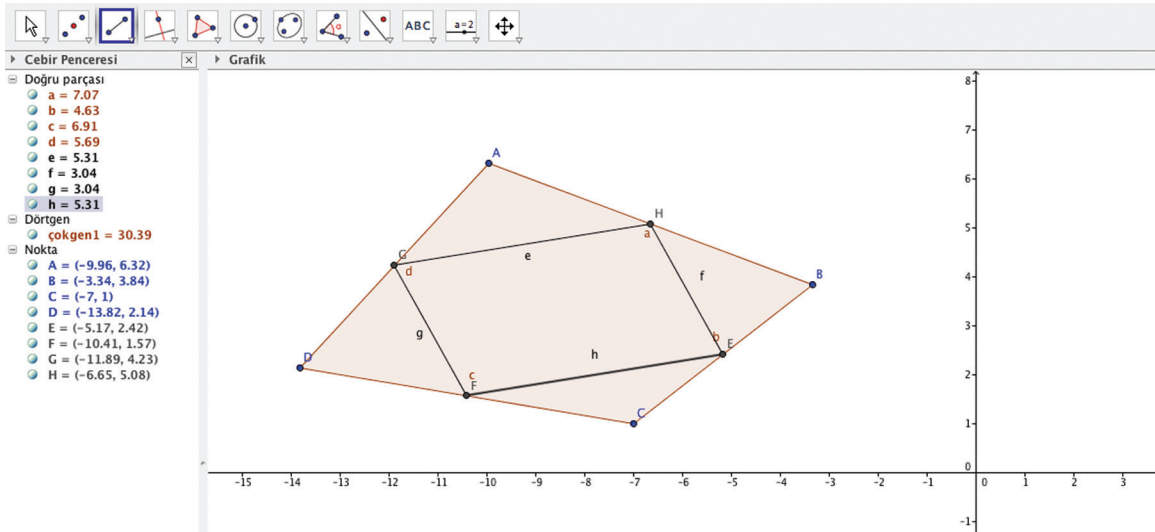 ABC
a=2
α
Cebir Penceresi
Grafik
Doğru parçası
a = 7.07
b = 4.63
c = 6.91
d = 5.69
e = 5.31
f = 3.04
g = 3.04
h = 5.31
Dörtgen
çokgen1 = 30.39
Nokta
A = (-9.96, 6.32)
B = (-3.34, 3.84)
C = (-7, 1)
D = (-13.82, 2.14)
E = (-5.17, 2.42)
F = (-10.41, 1.57)
G = (-11.89, 4.23)
H = (-6.65, 5.08)
8
7
6
5
4
3
2
1
0
-1
A
H
a
B
G
d
e
f
g
h
b
E
D
c
F
C
-15 -14 -13 -12 -11 -10 -9 -8 -7 -6 -5 -4 -3 -2 -1 0 1 2 3